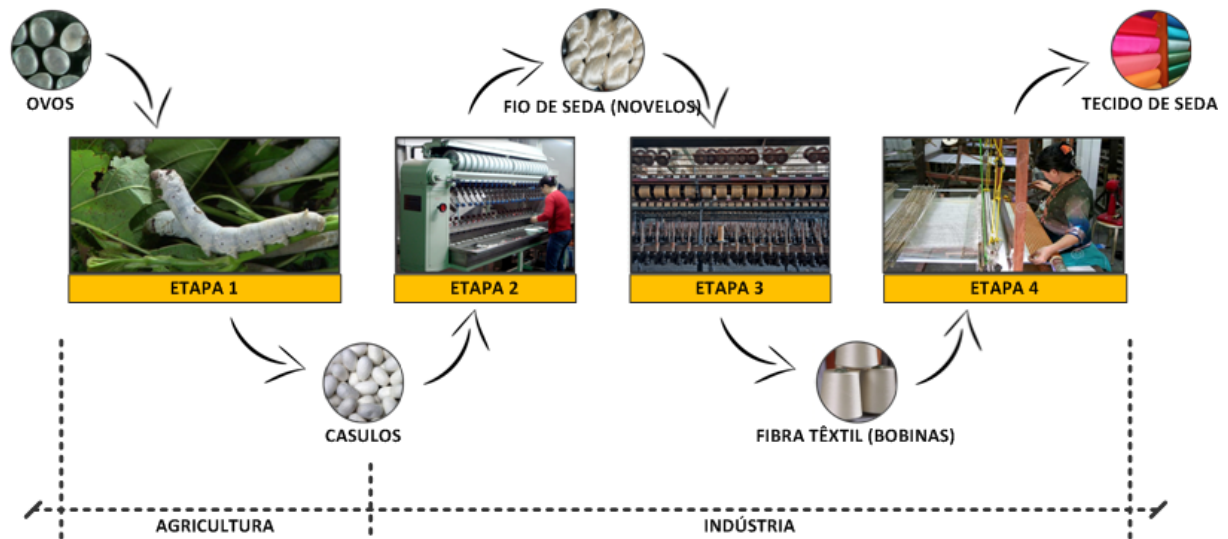 OVOS
FIO DE SEDA (NOVELOS)
TECIDO DE SEDA
ETAPA 1
ETAPA 2
ETAPA 3
ETAPA 4
CASULOS
FIBRA TÊXTIL (BOBINAS)
AGRICULTURA
INDÚSTRIA